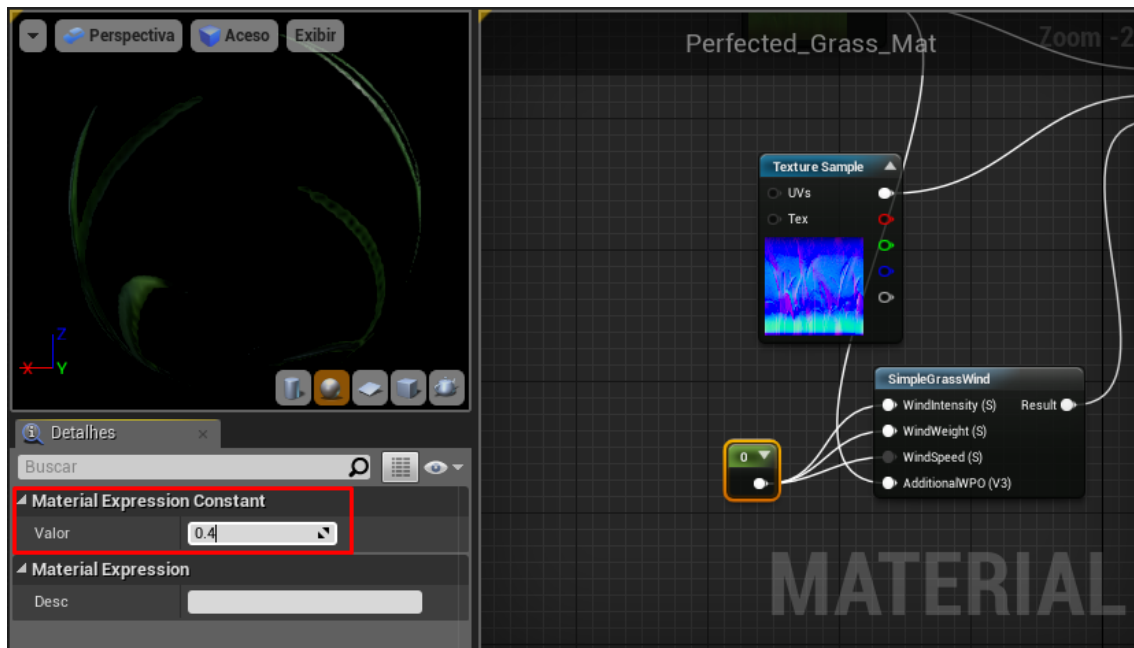 Perspectiva
Aceso
Exibir
Z
X
Y
Detalhes
Buscar
Material Expression Constant
Valor
0.4
Material Expression
Desc
Perfected_Grass_Mat
Zoom -2
Texture Sample
UVs
Tex
SimpleGrassWind
WindIntensity (S)
Result
WindWeight (S)
WindSpeed (S)
AdditionalWPO (V3)
0
MATERIAL